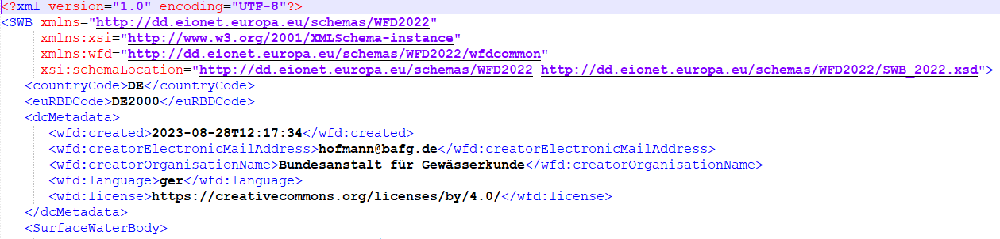 <?xml version="1.0" encoding="UTF-8"?>
<SWB xmlns="http://dd.eionet.europa.eu/schemas/WFD2022"
xmlns:xsi="http://www.w3.org/2001/XMLSchema-instance"
xmlns:wfd="http://dd.eionet.europa.eu/schemas/WFD2022/wfdcommon"
xsi:schemaLocation="http://dd.eionet.europa.eu/schemas/WFD2022 http://dd.eionet.europa.eu/schemas/WFD2022/SWB_2022.xsd">
<countryCode>DE</countryCode>
<euRBDCode>DE2000</euRBDCode>
<dcMetadata>
<wfd:created>2023-08-28T12:17:34</wfd:created>
<wfd:creatorElectronicMailAddress>hofmann@bafg.de</wfd:creatorElectronicMailAddress>
<wfd:creatorOrganisationName>Bundesanstalt für Gewässerkunde</wfd:creatorOrganisationName>
<wfd:language>ger</wfd:language>
<wfd:license>https://creativecommons.org/licenses/by/4.0/</wfd:license>
</dcMetadata>
<SurfaceWaterBody>